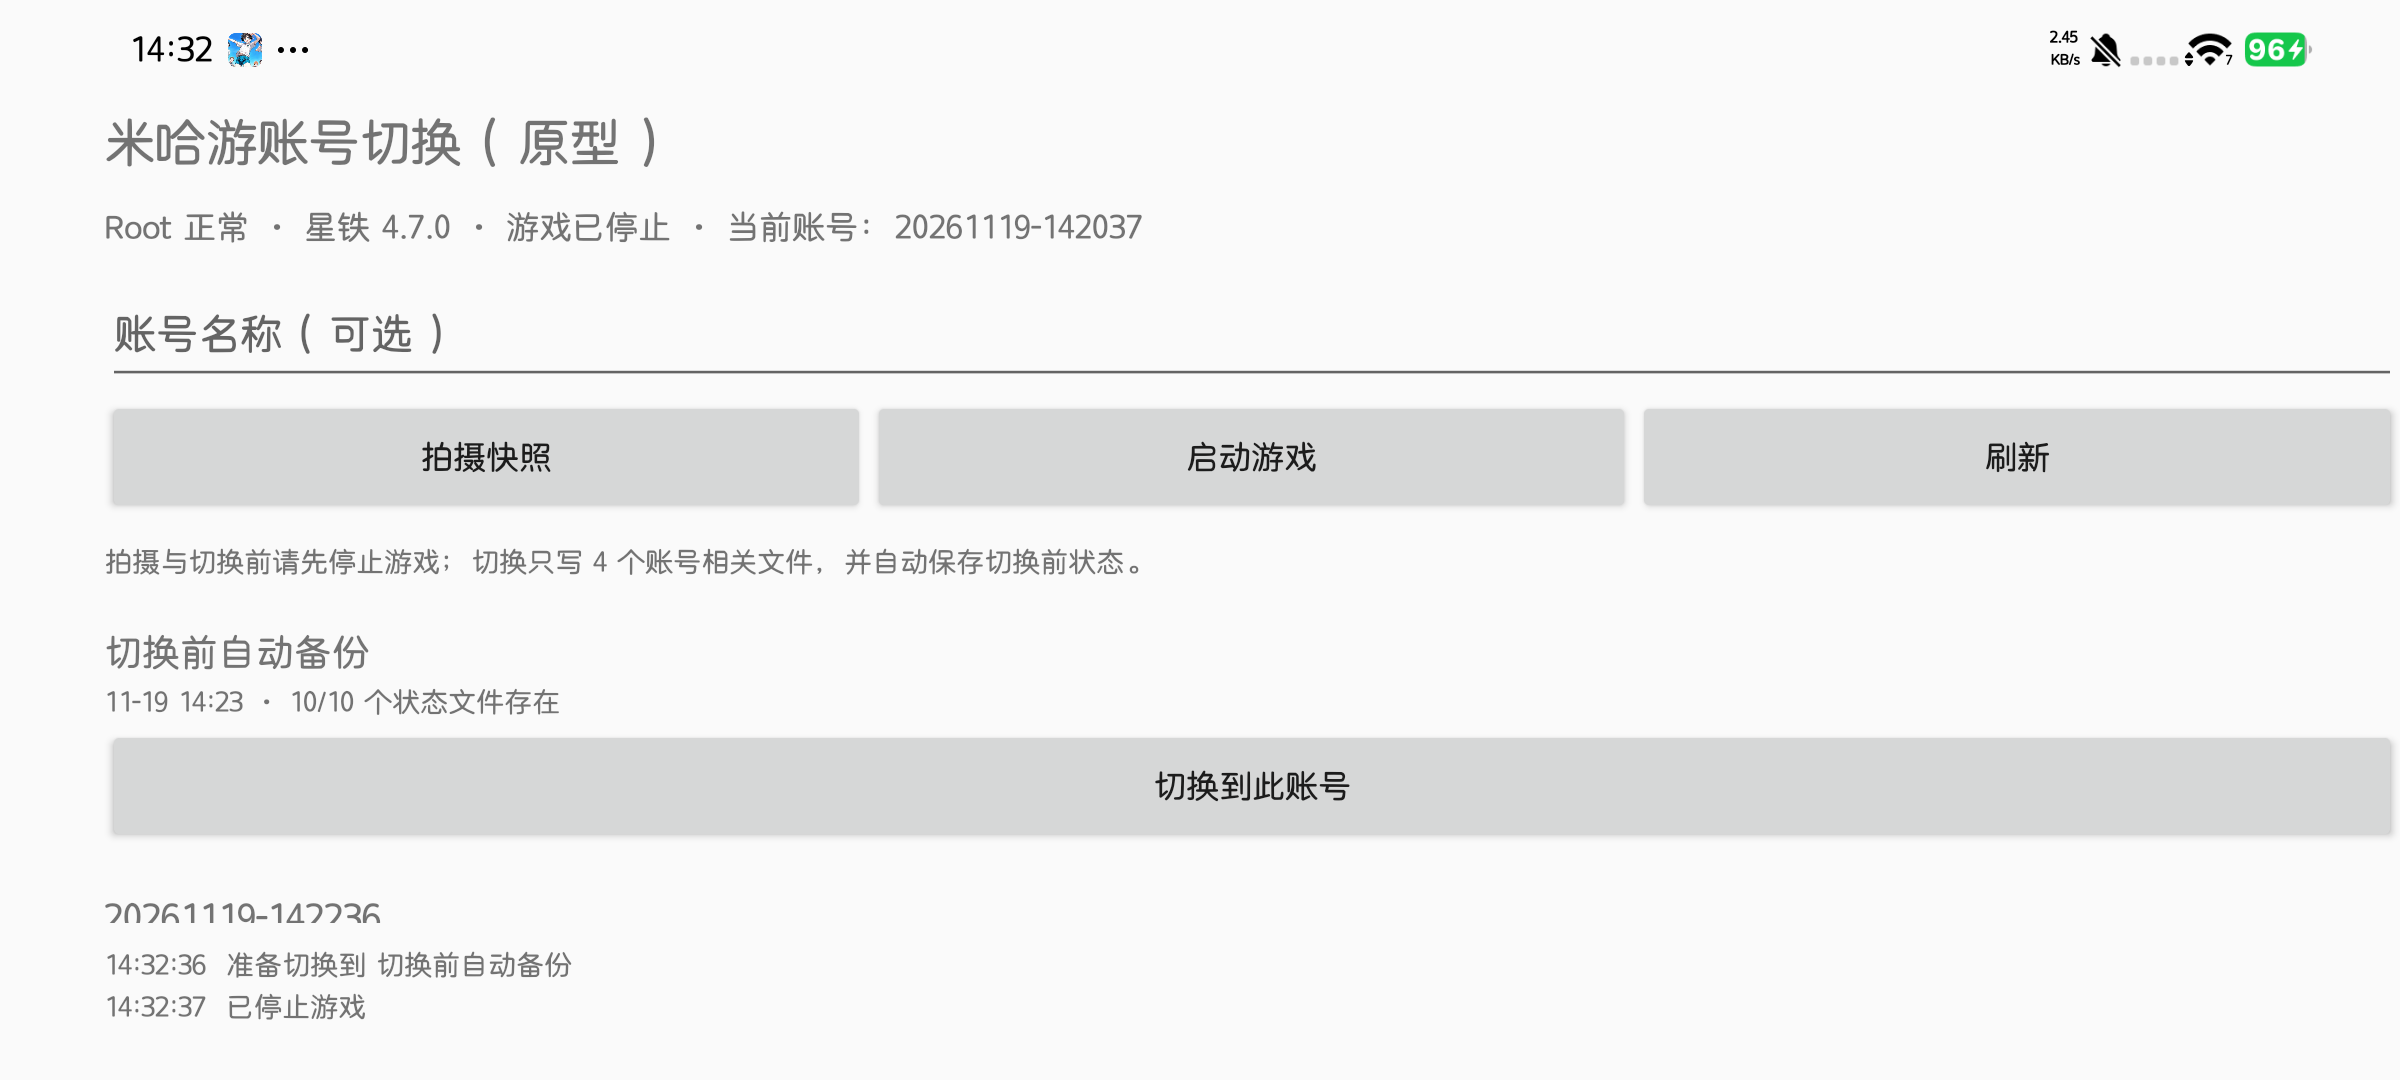 14:32 ... 2.45 KB/s 7 96
米哈游账号切换（原型）
Root 正常 · 星铁 4.7.0 · 游戏已停止 · 当前账号：20261119-142037
账号名称（可选）
拍摄快照 启动游戏 刷新
拍摄与切换前请先停止游戏；切换只写 4 个账号相关文件，并自动保存切换前状态。
切换前自动备份
11-19 14:23 · 10/10 个状态文件存在
切换到此账号
20261119-142236
14:32:36 准备切换到 切换前自动备份
14:32:37 已停止游戏